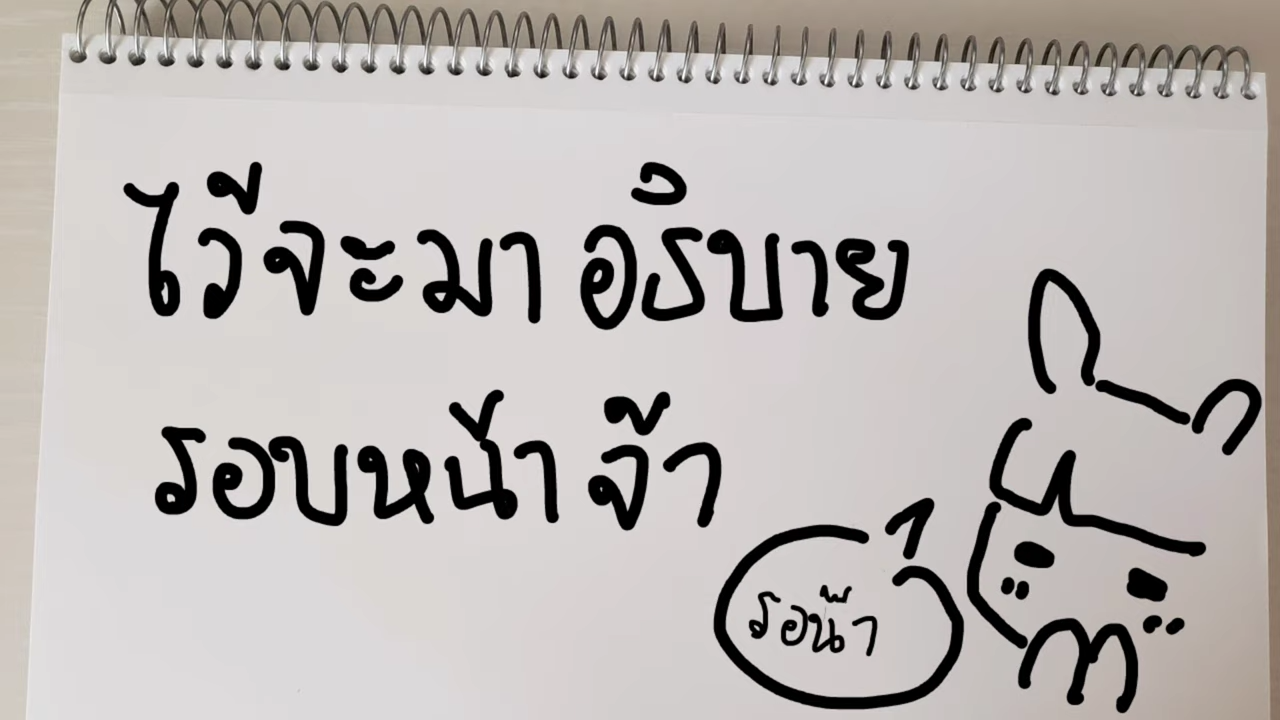 ไว้จะมา อธิบาย
รอบหน้า จ้า
รอน๊า